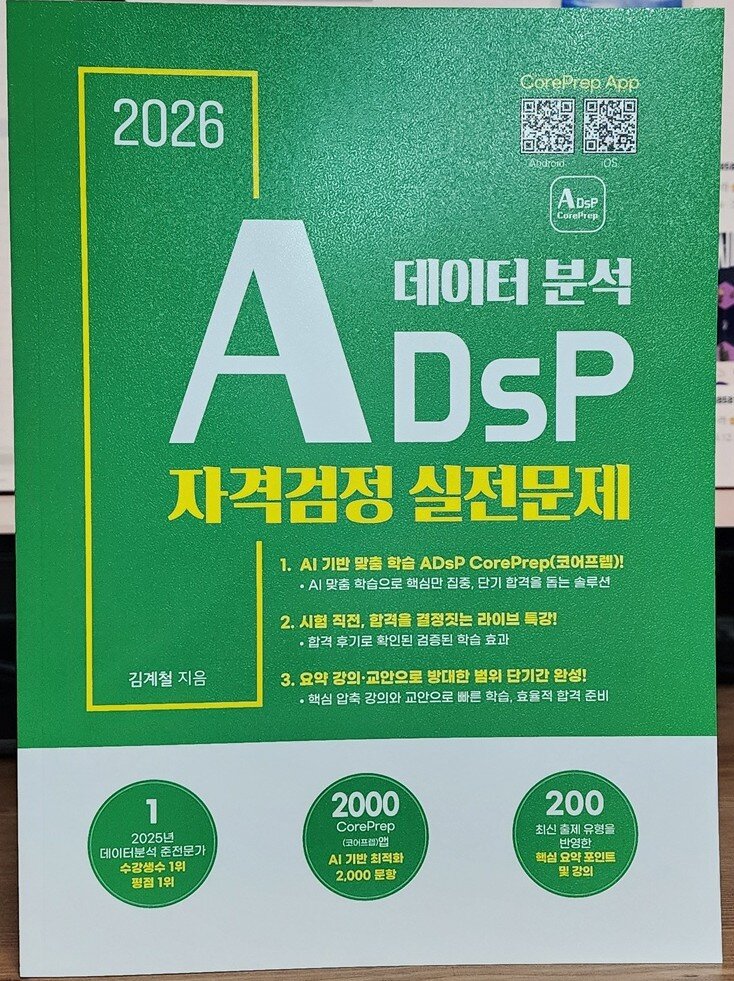 2026
CorePrep App
Android
iOS
ADsP
CorePrep
데이터 분석
ADsP
자격검정 실전문제
1. AI 기반 맞춤 학습 ADsP CorePrep(코어프렙)!
• AI 맞춤 학습으로 핵심만 집중, 단기 합격을 돕는 솔루션
2. 시험 직전, 합격을 결정짓는 라이브 특강!
• 합격 후기로 확인된 검증된 학습 효과
3. 요약 강의·교안으로 방대한 범위 단기간 완성!
• 핵심 압축 강의와 교안으로 빠른 학습, 효율적 합격 준비
김계철 지음
1
2025년
데이터분석 준전문가
수강생수 1위
평점 1위
2000
CorePrep
(코어프렙)앱
AI 기반 최적화
2,000 문항
200
최신 출제 유형을
반영한
핵심 요약 포인트
및 강의